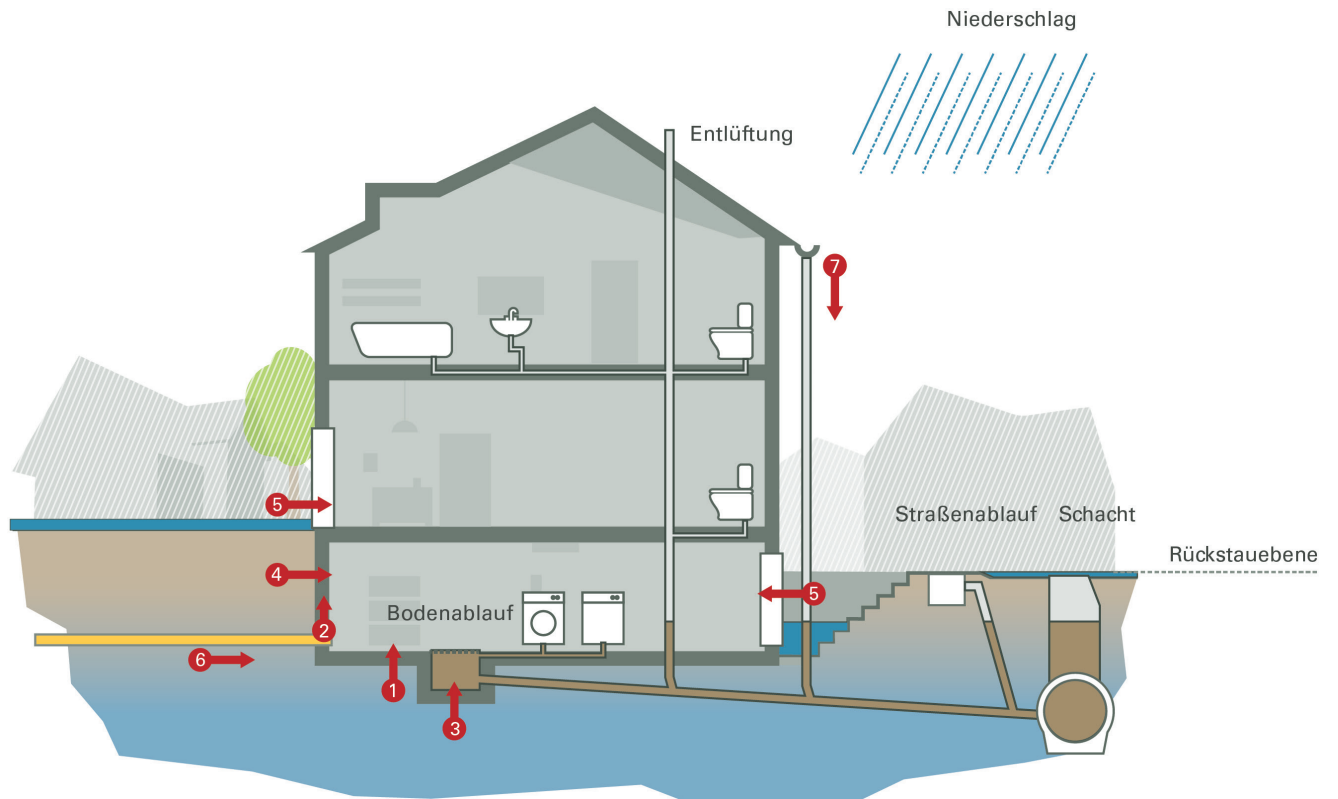 Niederschlag
Entlüftung
7
5
Straßenablauf
Schacht
Rückstauebene
4
5
Bodenablauf
2
6
1
3